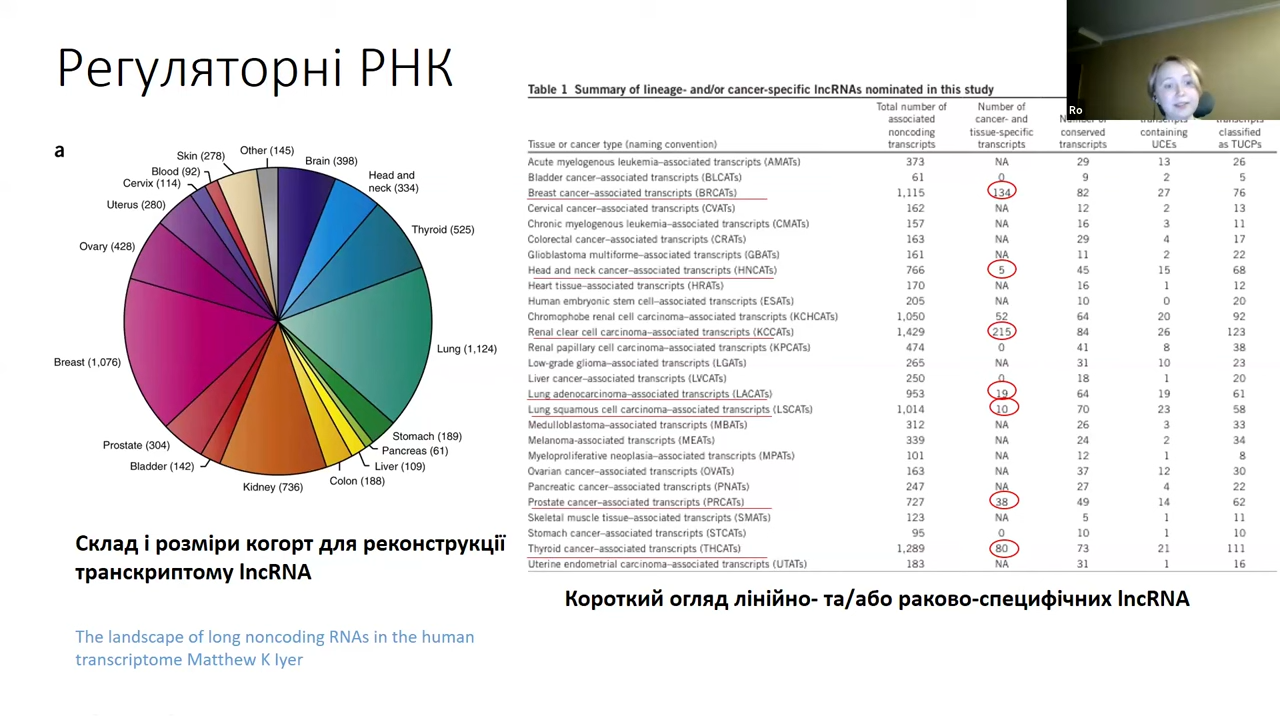 Регуляторні РНК
Ro
a
Other (145)
Skin (278)
Brain (398)
Blood (92)
Cervix (114)
Head and
neck (334)
Uterus (280)
Thyroid (525)
Ovary (428)
Lung (1,124)
Breast (1,076)
Stomach (189)
Prostate (304)
Pancreas (61)
Bladder (142)
Liver (109)
Colon (188)
Kidney (736)
Склад і розміри когорт для реконструкції
транскриптому lncRNA
The landscape of long noncoding RNAs in the human
transcriptome Matthew K Iyer
Table 1 Summary of lineage- and/or cancer-specific lncRNAs nominated in this study
Total number of Number of
associated cancer- and
noncoding tissue-specific conserved containing classified
Tissue or cancer type (naming convention) transcripts transcripts transcripts UCEs as TUCPs
Acute myelogenous leukemia–associated transcripts (AMATs) 373 NA 29 13 26
Bladder cancer–associated transcripts (BLCATs) 61 0 9 2 5
Breast cancer–associated transcripts (BRCATs) 1,115 134 82 27 76
Cervical cancer–associated transcripts (CVATs) 162 NA 12 2 13
Chronic myelogenous leukemia–associated transcripts (CMATs) 157 NA 16 3 11
Colorectal cancer–associated transcripts (CRATs) 163 NA 29 4 17
Glioblastoma multiforme–associated transcripts (GBATs) 161 NA 11 2 22
Head and neck cancer–associated transcripts (HNCATs) 766 5 45 15 68
Heart tissue–associated transcripts (HRATs) 170 NA 16 1 12
Human embryonic stem cell–associated transcripts (ESATs) 205 NA 10 0 20
Chromophobe renal cell carcinoma–associated transcripts (KCHCATs) 1,050 52 64 20 92
Renal clear cell carcinoma–associated transcripts (KCCATs) 1,429 215 84 26 123
Renal papillary cell carcinoma–associated transcripts (KPCATs) 474 0 41 8 38
Low-grade glioma–associated transcripts (LGATs) 265 NA 31 10 23
Liver cancer–associated transcripts (LVCATs) 250 0 18 1 20
Lung adenocarcinoma–associated transcripts (LACATs) 953 19 64 19 61
Lung squamous cell carcinoma–associated transcripts (LSCATs) 1,014 10 70 23 58
Medulloblastoma–associated transcripts (MBATs) 312 NA 26 3 33
Melanoma-associated transcripts (MEATs) 339 NA 24 2 34
Myeloproliferative neoplasia–associated transcripts (MPATs) 101 NA 12 1 8
Ovarian cancer–associated transcripts (OVATs) 163 NA 37 12 30
Pancreatic cancer–associated transcripts (PNATs) 247 NA 27 4 22
Prostate cancer–associated transcripts (PRCATs) 727 38 49 14 62
Skeletal muscle tissue–associated transcripts (SMATs) 123 NA 5 1 11
Stomach cancer–associated transcripts (STCATs) 95 0 10 1 10
Thyroid cancer–associated transcripts (THCATs) 1,289 80 73 21 111
Uterine endometrial carcinoma–associated transcripts (UTATs) 183 NA 31 1 16
Короткий огляд лінійно- та/або раково-специфічних lncRNA